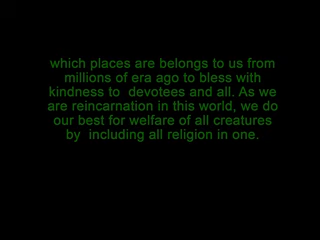 which places are belongs to us from
millions of era ago to bless with
kindness to  devotees and all. As we
are reincarnation in this world, we do
our best for welfare of all creatures
by  including all religion in one.